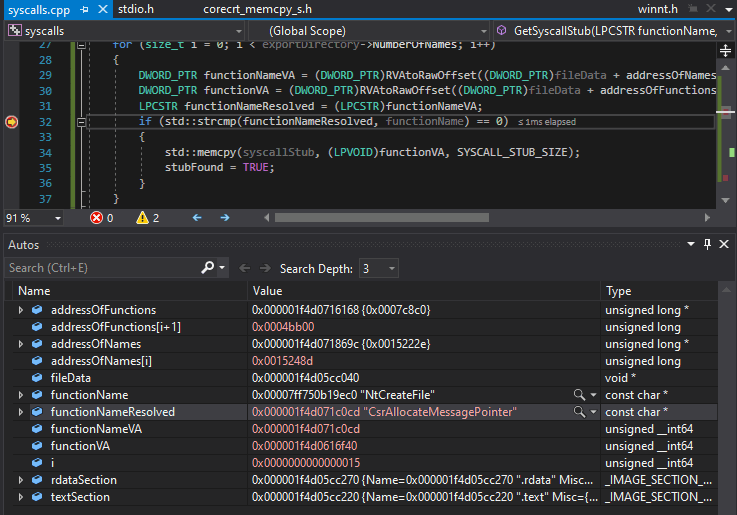 syscalls.cpp stdio.h corecrt_memcpy_s.h winnt.h
syscalls (Global Scope) GetSyscallStub(LPCSTR functionName,
27 for (size_t i = 0; i < exportDirectory->NumberOfNames; i++)
28 {
29 DWORD_PTR functionNameVA = (DWORD_PTR)RVAtoRawOffset((DWORD_PTR)fileData + addressOfNames
30 DWORD_PTR functionVA = (DWORD_PTR)RVAtoRawOffset((DWORD_PTR)fileData + addressOfFunctions
31 LPCSTR functionNameResolved = (LPCSTR)functionNameVA;
32 if (std::strcmp(functionNameResolved, functionName) == 0) ≤ 1ms elapsed
33 {
34 std::memcpy(syscallStub, (LPVOID)functionVA, SYSCALL_STUB_SIZE);
35 stubFound = TRUE;
36 }
37 }
91 % 0 2
Autos
Search (Ctrl+E) Search Depth: 3
Name Value Type
addressOfFunctions 0x000001f4d0716168 {0x0007c8c0} unsigned long *
addressOfFunctions[i+1] 0x0004bb00 unsigned long
addressOfNames 0x000001f4d071869c {0x0015222e} unsigned long *
addressOfNames[i] 0x0015248d unsigned long
fileData 0x000001f4d05cc040 void *
functionName 0x00007ff750b19ec0 "NtCreateFile" const char *
functionNameResolved 0x000001f4d071c0cd "CsrAllocateMessagePointer" const char *
functionNameVA 0x000001f4d071c0cd unsigned __int64
functionVA 0x000001f4d0616f40 unsigned __int64
i 0x0000000000000015 unsigned __int64
rdataSection 0x000001f4d05cc270 {Name=0x000001f4d05cc270 ".rdata" Misc... _IMAGE_SECTION_...
textSection 0x000001f4d05cc220 {Name=0x000001f4d05cc220 ".text" Misc={... _IMAGE_SECTION_...